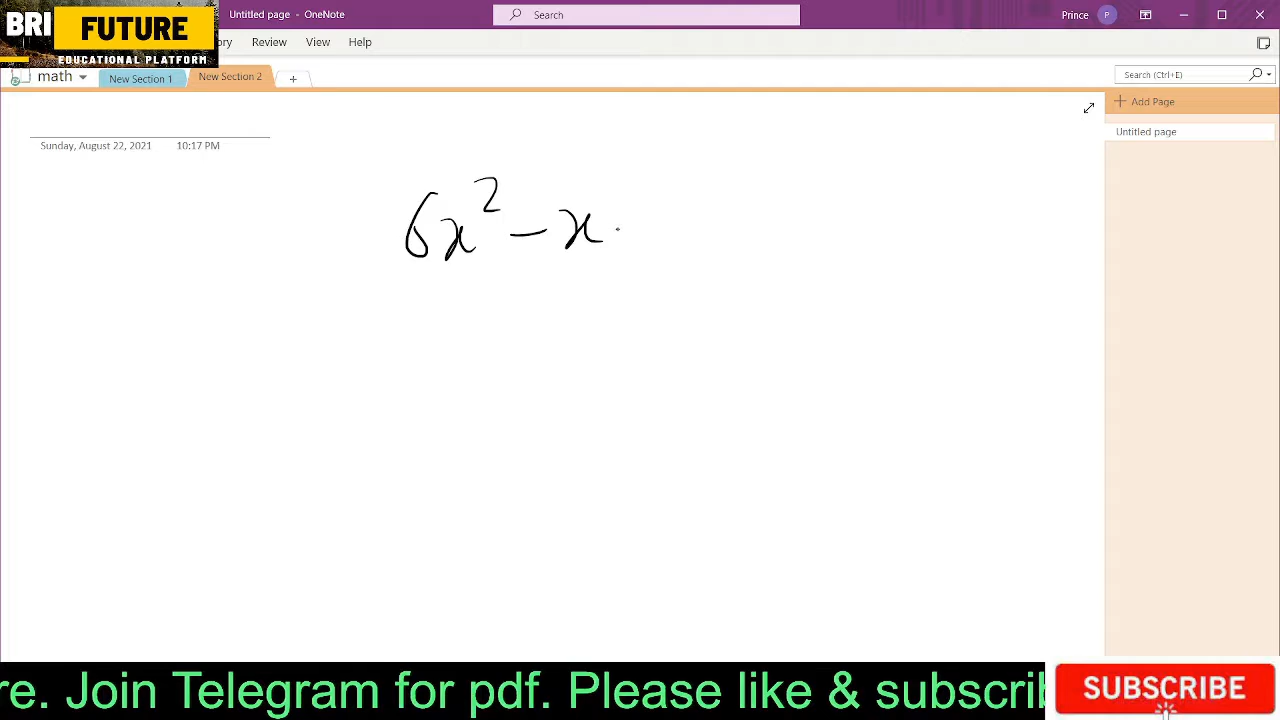 BRI
FUTURE
EDUCATIONAL PLATFORM
Untitled page - OneNote
Search
Prince P
ory Review View Help
math New Section 1 New Section 2 +
Search (Ctrl+E)
Add Page
Untitled page
Sunday, August 22, 2021 10:17 PM
6x² - x
re. Join Telegram for pdf. Please like & subscrib
SUBSCRIBE